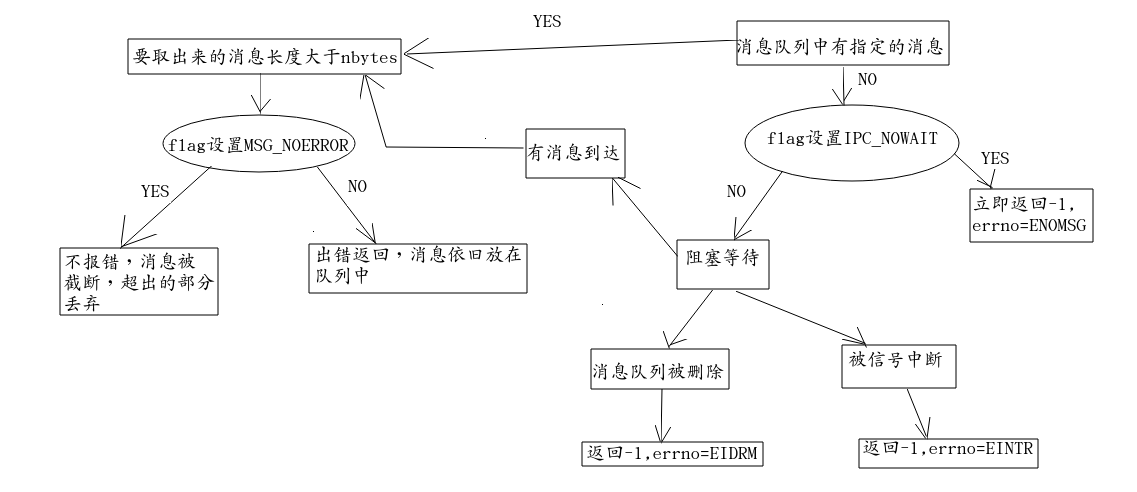 YES
消息队列中有指定的消息
要取出来的消息长度大于nbytes
NO
flag设置IPC_NOWAIT
flag设置MSG_NOERROR
有消息到达
YES
NO
YES
NO
立即返回-1,
errno=ENOMSG
不报错，消息被
截断，超出的部分
丢弃
出错返回，消息依旧放在
队列中
阻塞等待
消息队列被删除
被信号中断
返回-1,errno=EIDRM
返回-1,errno=EINTR